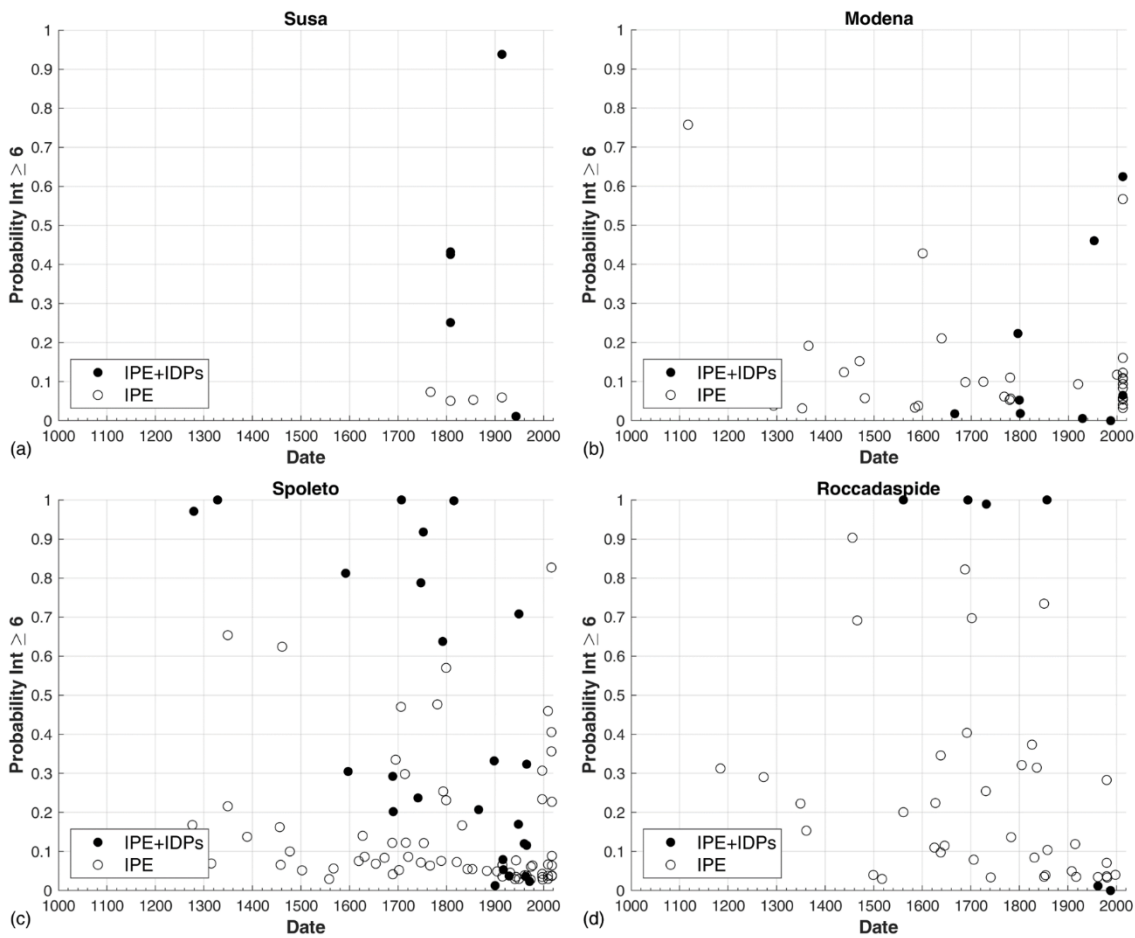 Susa
Probability Int ≥ 6
1
0.9
0.8
0.7
0.6
0.5
0.4
0.3
0.2
0.1
0
IPE+IDPs
IPE
1000 1100 1200 1300 1400 1500 1600 1700 1800 1900 2000
(a) Date
Modena
Probability Int ≥ 6
1
0.9
0.8
0.7
0.6
0.5
0.4
0.3
0.2
0.1
0
IPE+IDPs
IPE
1000 1100 1200 1300 1400 1500 1600 1700 1800 1900 2000
(b) Date
Spoleto
Probability Int ≥ 6
1
0.9
0.8
0.7
0.6
0.5
0.4
0.3
0.2
0.1
0
IPE+IDPs
IPE
1000 1100 1200 1300 1400 1500 1600 1700 1800 1900 2000
(c) Date
Roccadaspide
Probability Int ≥ 6
1
0.9
0.8
0.7
0.6
0.5
0.4
0.3
0.2
0.1
0
IPE+IDPs
IPE
1000 1100 1200 1300 1400 1500 1600 1700 1800 1900 2000
(d) Date